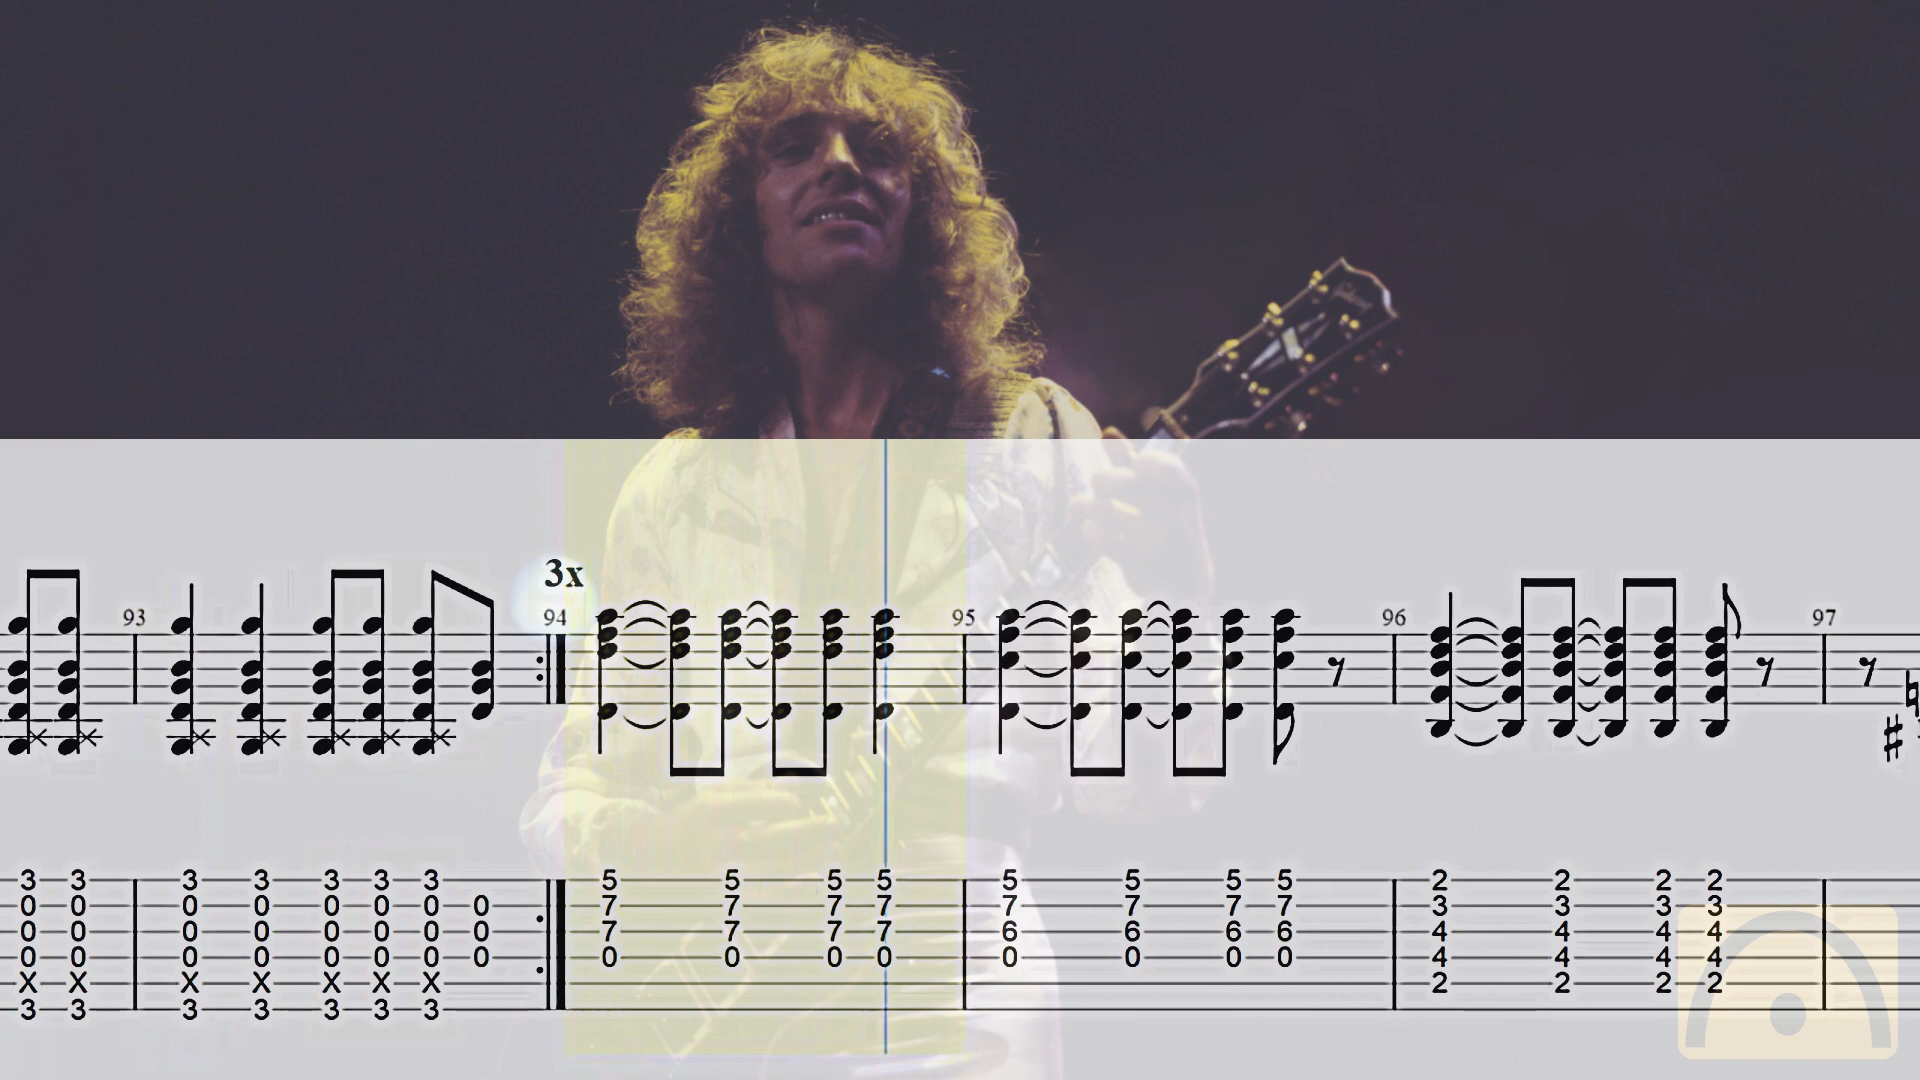 Gibson
3x
93 94 95 96 97
3 3 3 3 3 3 3 5 5 5 5 5 5 5 5 2 2 2 2
0 0 0 0 0 0 0 0 7 7 7 7 7 7 7 7 3 3 3 3
0 0 0 0 0 0 0 0 7 7 7 7 6 6 6 6 4 4 4 4
0 0 0 0 0 0 0 0 0 0 0 0 0 0 0 0 4 4 4 4
X X X X X X X 2 2 2 2
3 3 3 3 3 3 3